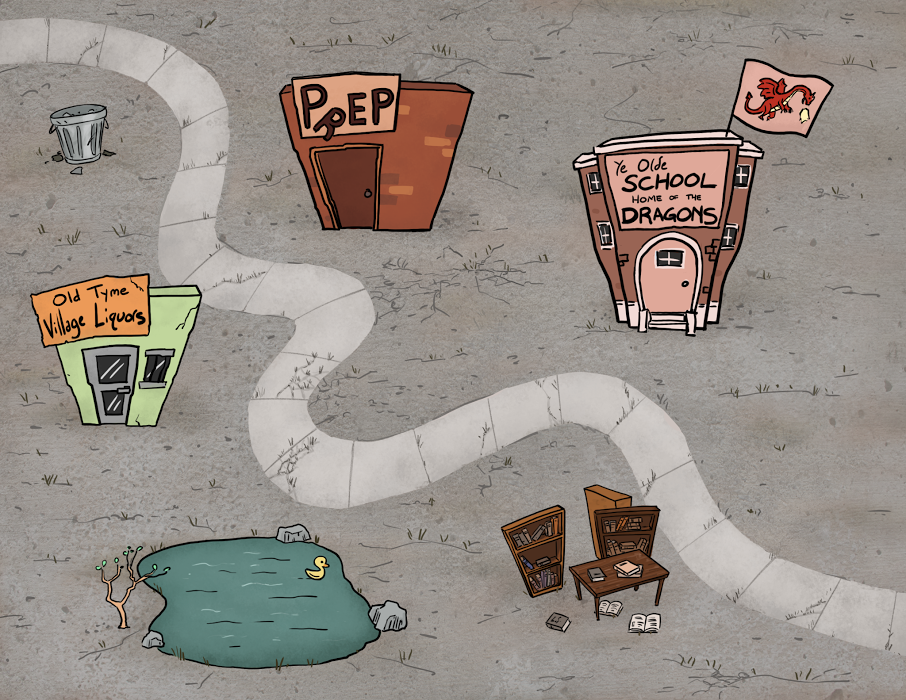 PREP
Ye Olde
SCHOOL
HOME OF THE
DRAGONS
Old Tyme
Village Liquors